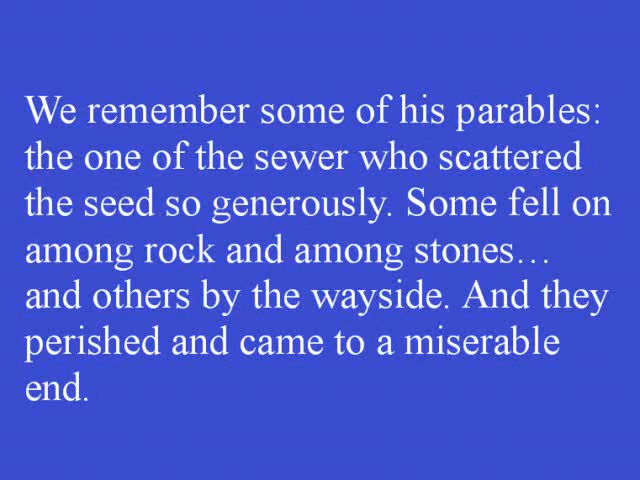 We remember some of his parables:
the one of the sewer who scattered
the seed so generously. Some fell on
among rock and among stones…
and others by the wayside. And they
perished and came to a miserable
end.